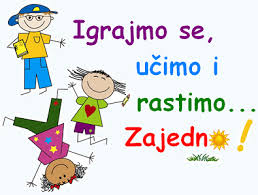 Igrajmo se,
učimo i
rastimo...
Zajedno!